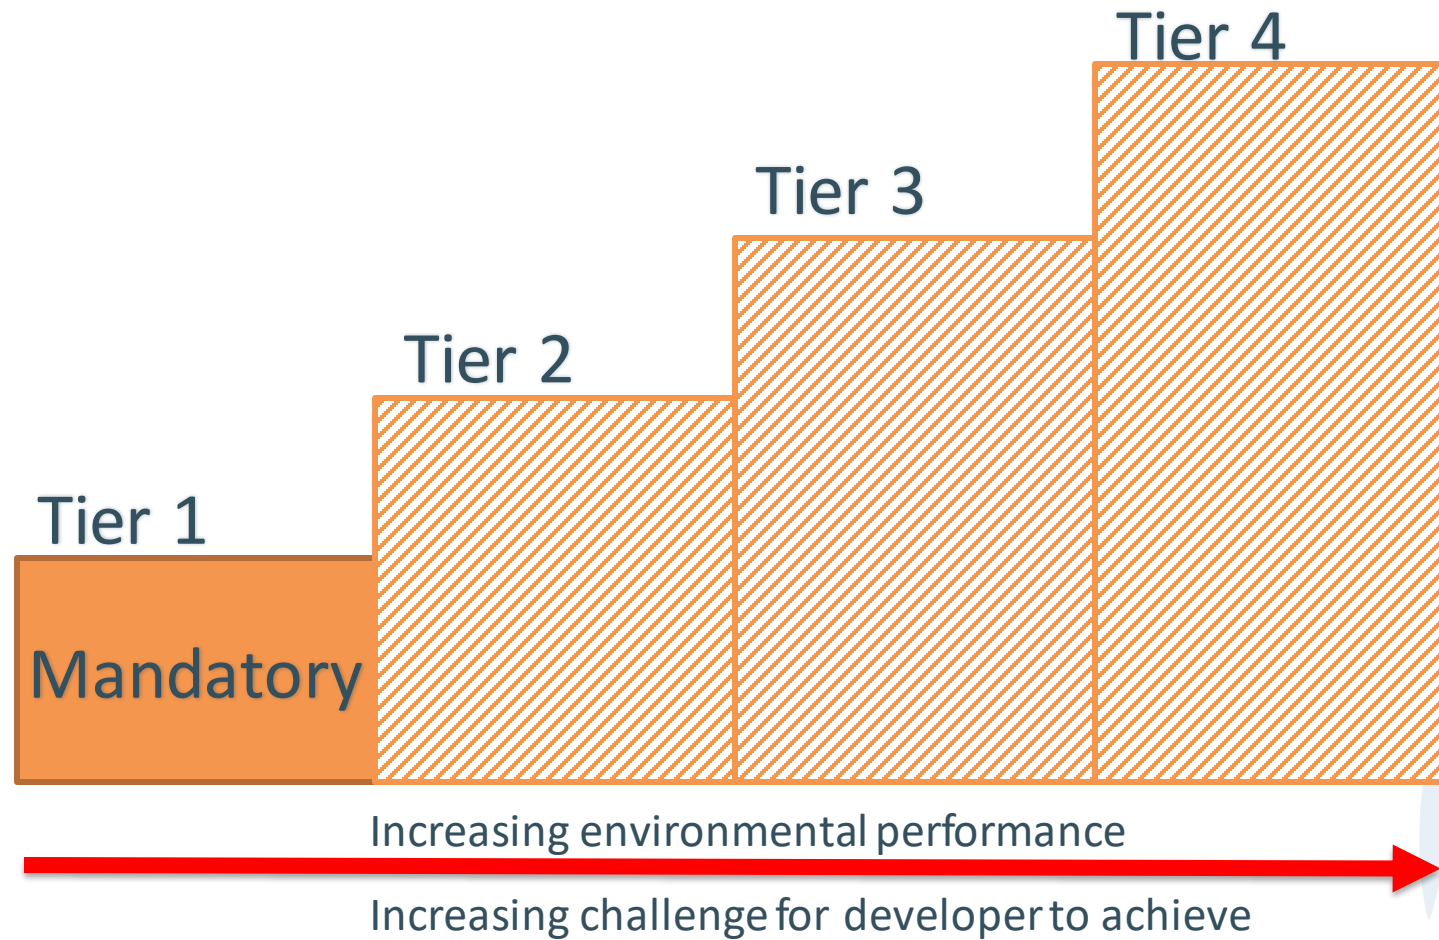 Tier 4
Tier 3
Tier 2
Tier 1
Mandatory
Increasing environmental performance
Increasing challenge for developer to achieve